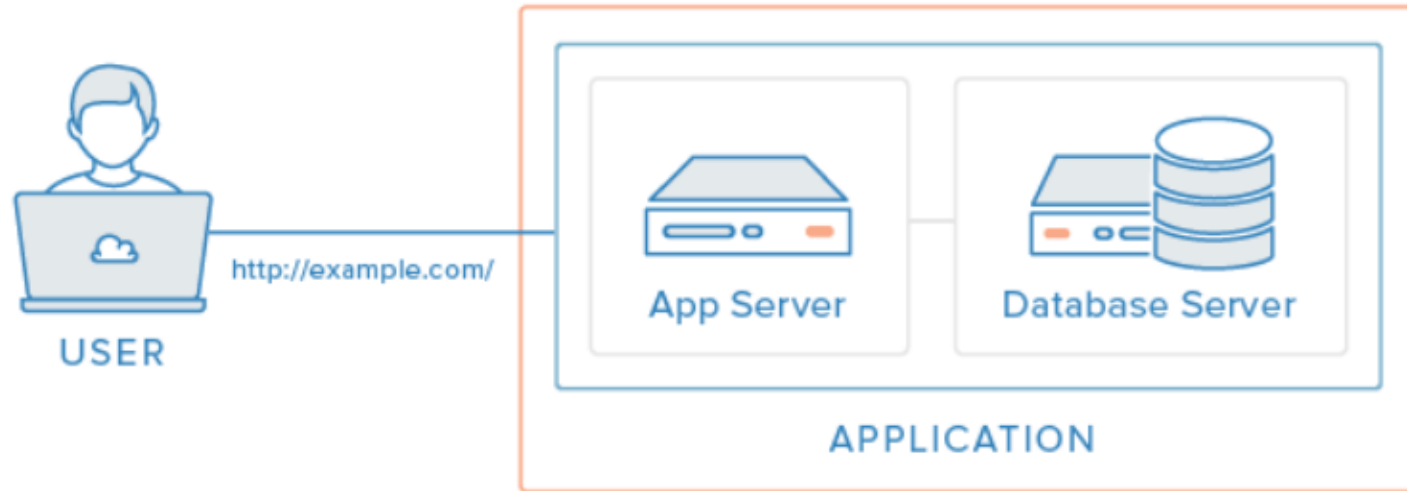 http://example.com/
App Server
Database Server
USER
APPLICATION